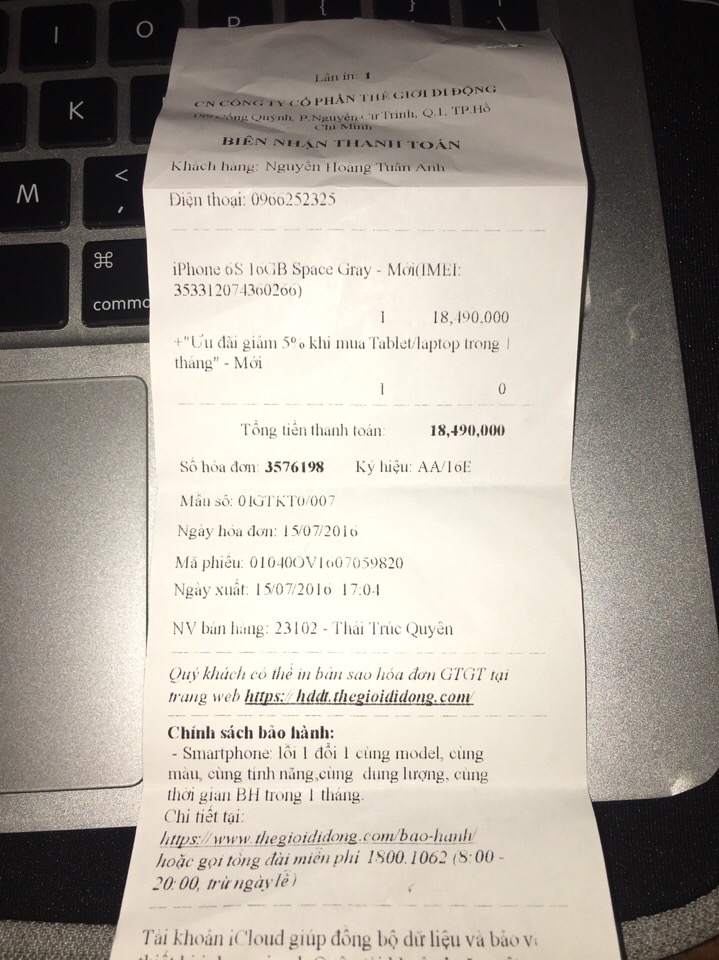 I
O
P
K
M
<
,
⌘
comm
Lần in: 1
CN CÔNG TY CỔ PHẦN THẾ GIỚI DI ĐỘNG
Cống Quỳnh, P.Nguyễn Cư Trinh, Q.1, TP.Hồ
Chí Minh
BIÊN NHẬN THANH TOÁN
Khách hàng: Nguyễn Hoàng Tuân Anh
Điện thoại: 0966252325
iPhone 6S 16GB Space Gray - Mới(IMEI:
353312074360266)
1 18,490,000
+"Ưu đãi giảm 5% khi mua Tablet/laptop trong 1
tháng" - Mới
1 0
Tổng tiền thanh toán: 18,490,000
Số hóa đơn: 3576198 Ký hiệu: AA/16E
Mẫu số: 01GTKT0/007
Ngày hóa đơn: 15/07/2016
Mã phiếu: 01040OV1607059820
Ngày xuất: 15/07/2016 17:04
NV bán hàng: 23102 - Thái Trúc Quyên
Quý khách có thể in bản sao hóa đơn GTGT tại
trang web https://hddt.thegioididong.com/
Chính sách bảo hành:
- Smartphone: lỗi 1 đổi 1 cùng model, cùng
màu, cùng tính năng,cùng dung lượng, cùng
thời gian BH trong 1 tháng.
Chi tiết tại:
https://www.thegioididong.com/bao-hanh/
hoặc gọi tổng đài miễn phí 1800.1062 (8:00 -
20:00, trừ ngày lễ)
Tài khoản iCloud giúp đồng bộ dữ liệu và bảo